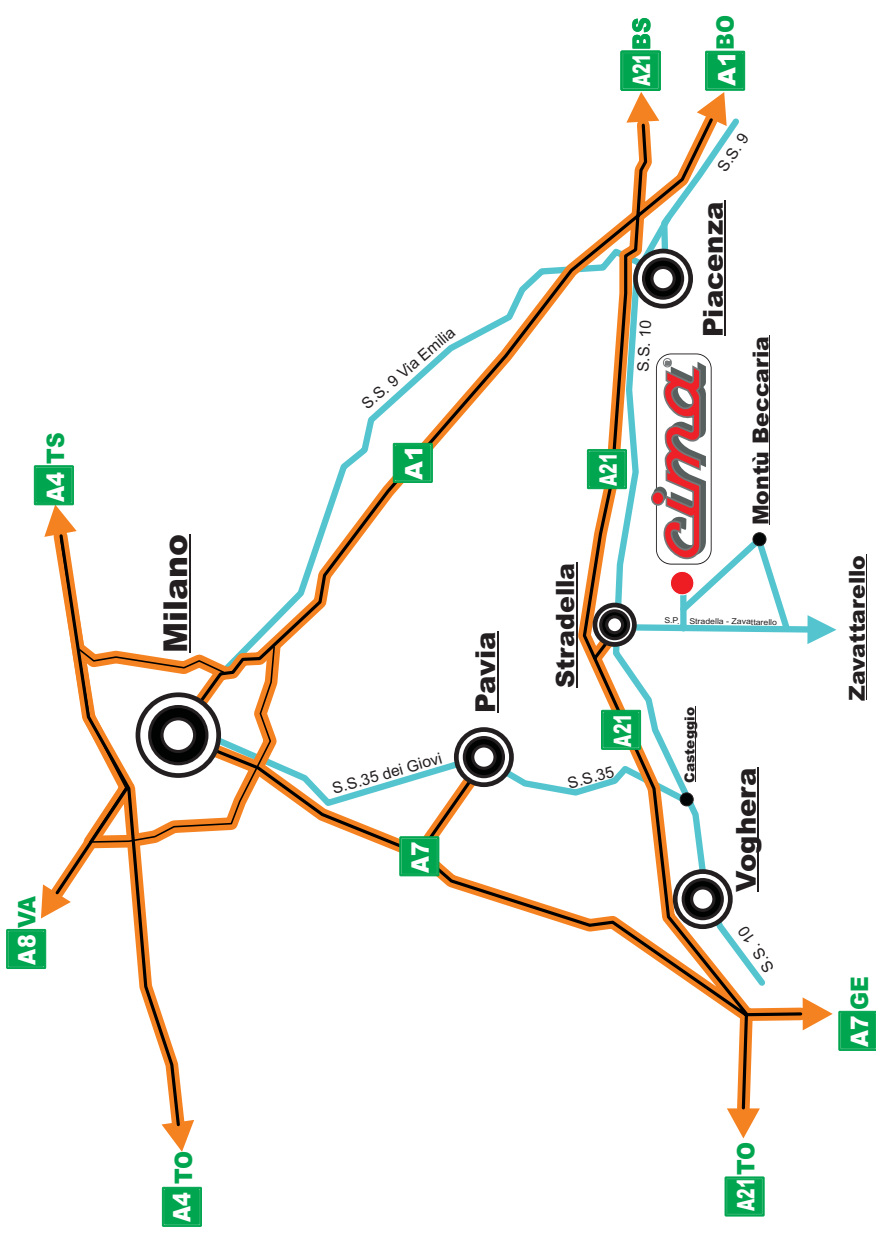 A8 VA
A4 TO
A4 TS
Milano
S.S. 9 Via Emilia
A1
S.S.35 dei Giovi
Pavia
A7
S.S.35
Stradella
A21
A21
A21 BS
A1 BO
S.S. 9
Piacenza
S.S. 10
cima®
Montù Beccaria
S.P. Stradella - Zavattarello
Zavattarello
Casteggio
Voghera
S.S. 10
A21 TO
A7 GE